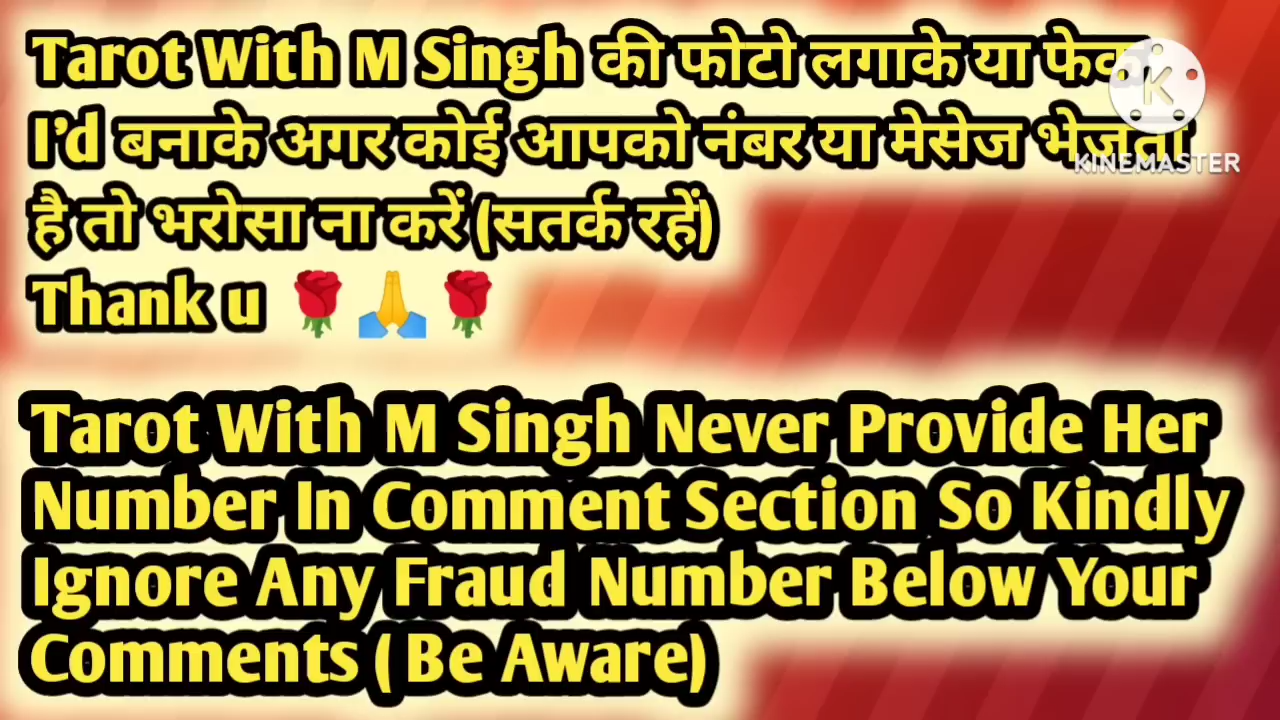 Tarot With M Singh की फोटो लगाके या फेक
I'd बनाके अगर कोई आपको नंबर या मेसेज भेजता
है तो भरोसा ना करें (सतर्क रहें)
Thank u 🌹🙏🌹
Tarot With M Singh Never Provide Her
Number In Comment Section So Kindly
Ignore Any Fraud Number Below Your
Comments ( Be Aware)
K
KINEMASTER